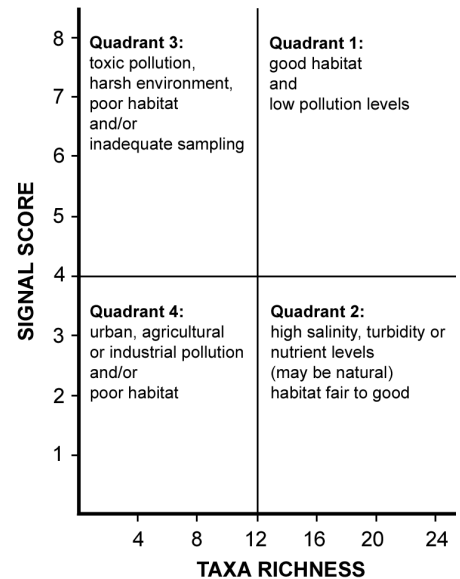 8
7
6
5
4
3
2
1
SIGNAL SCORE
Quadrant 3:
toxic pollution,
harsh environment,
poor habitat
and/or
inadequate sampling
Quadrant 1:
good habitat
and
low pollution levels
Quadrant 4:
urban, agricultural
or industrial pollution
and/or
poor habitat
Quadrant 2:
high salinity, turbidity or
nutrient levels
(may be natural)
habitat fair to good
4 8 12 16 20 24
TAXA RICHNESS